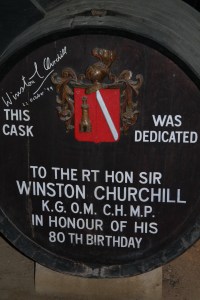 Winston S. Churchill
THIS CASK
WAS DEDICATED
TO THE RT HON SIR
WINSTON CHURCHILL
K.G. O.M. C.H. M.P.
IN HONOUR OF HIS
80TH BIRTHDAY